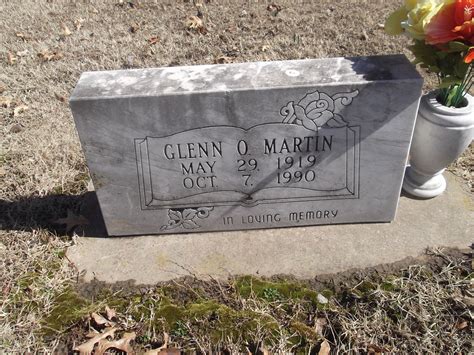 GLENN O. MARTIN
MAY 29, 1919
OCT. 7, 1990
IN LOVING MEMORY